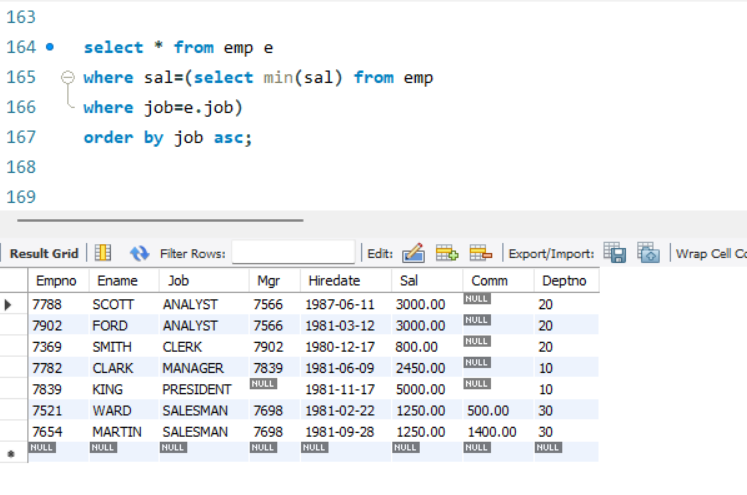 163
164 select * from emp e
165 where sal=(select min(sal) from emp
166 where job=e.job)
167 order by job asc;
168
169
Result Grid Filter Rows: Edit: Export/Import: Wrap Cell Co
Empno Ename Job Mgr Hiredate Sal Comm Deptno
7788 SCOTT ANALYST 7566 1987-06-11 3000.00 NULL 20
7902 FORD ANALYST 7566 1981-03-12 3000.00 NULL 20
7369 SMITH CLERK 7902 1980-12-17 800.00 NULL 20
7782 CLARK MANAGER 7839 1981-06-09 2450.00 NULL 10
7839 KING PRESIDENT NULL 1981-11-17 5000.00 NULL 10
7521 WARD SALESMAN 7698 1981-02-22 1250.00 500.00 30
7654 MARTIN SALESMAN 7698 1981-09-28 1250.00 1400.00 30
NULL NULL NULL NULL NULL NULL NULL NULL